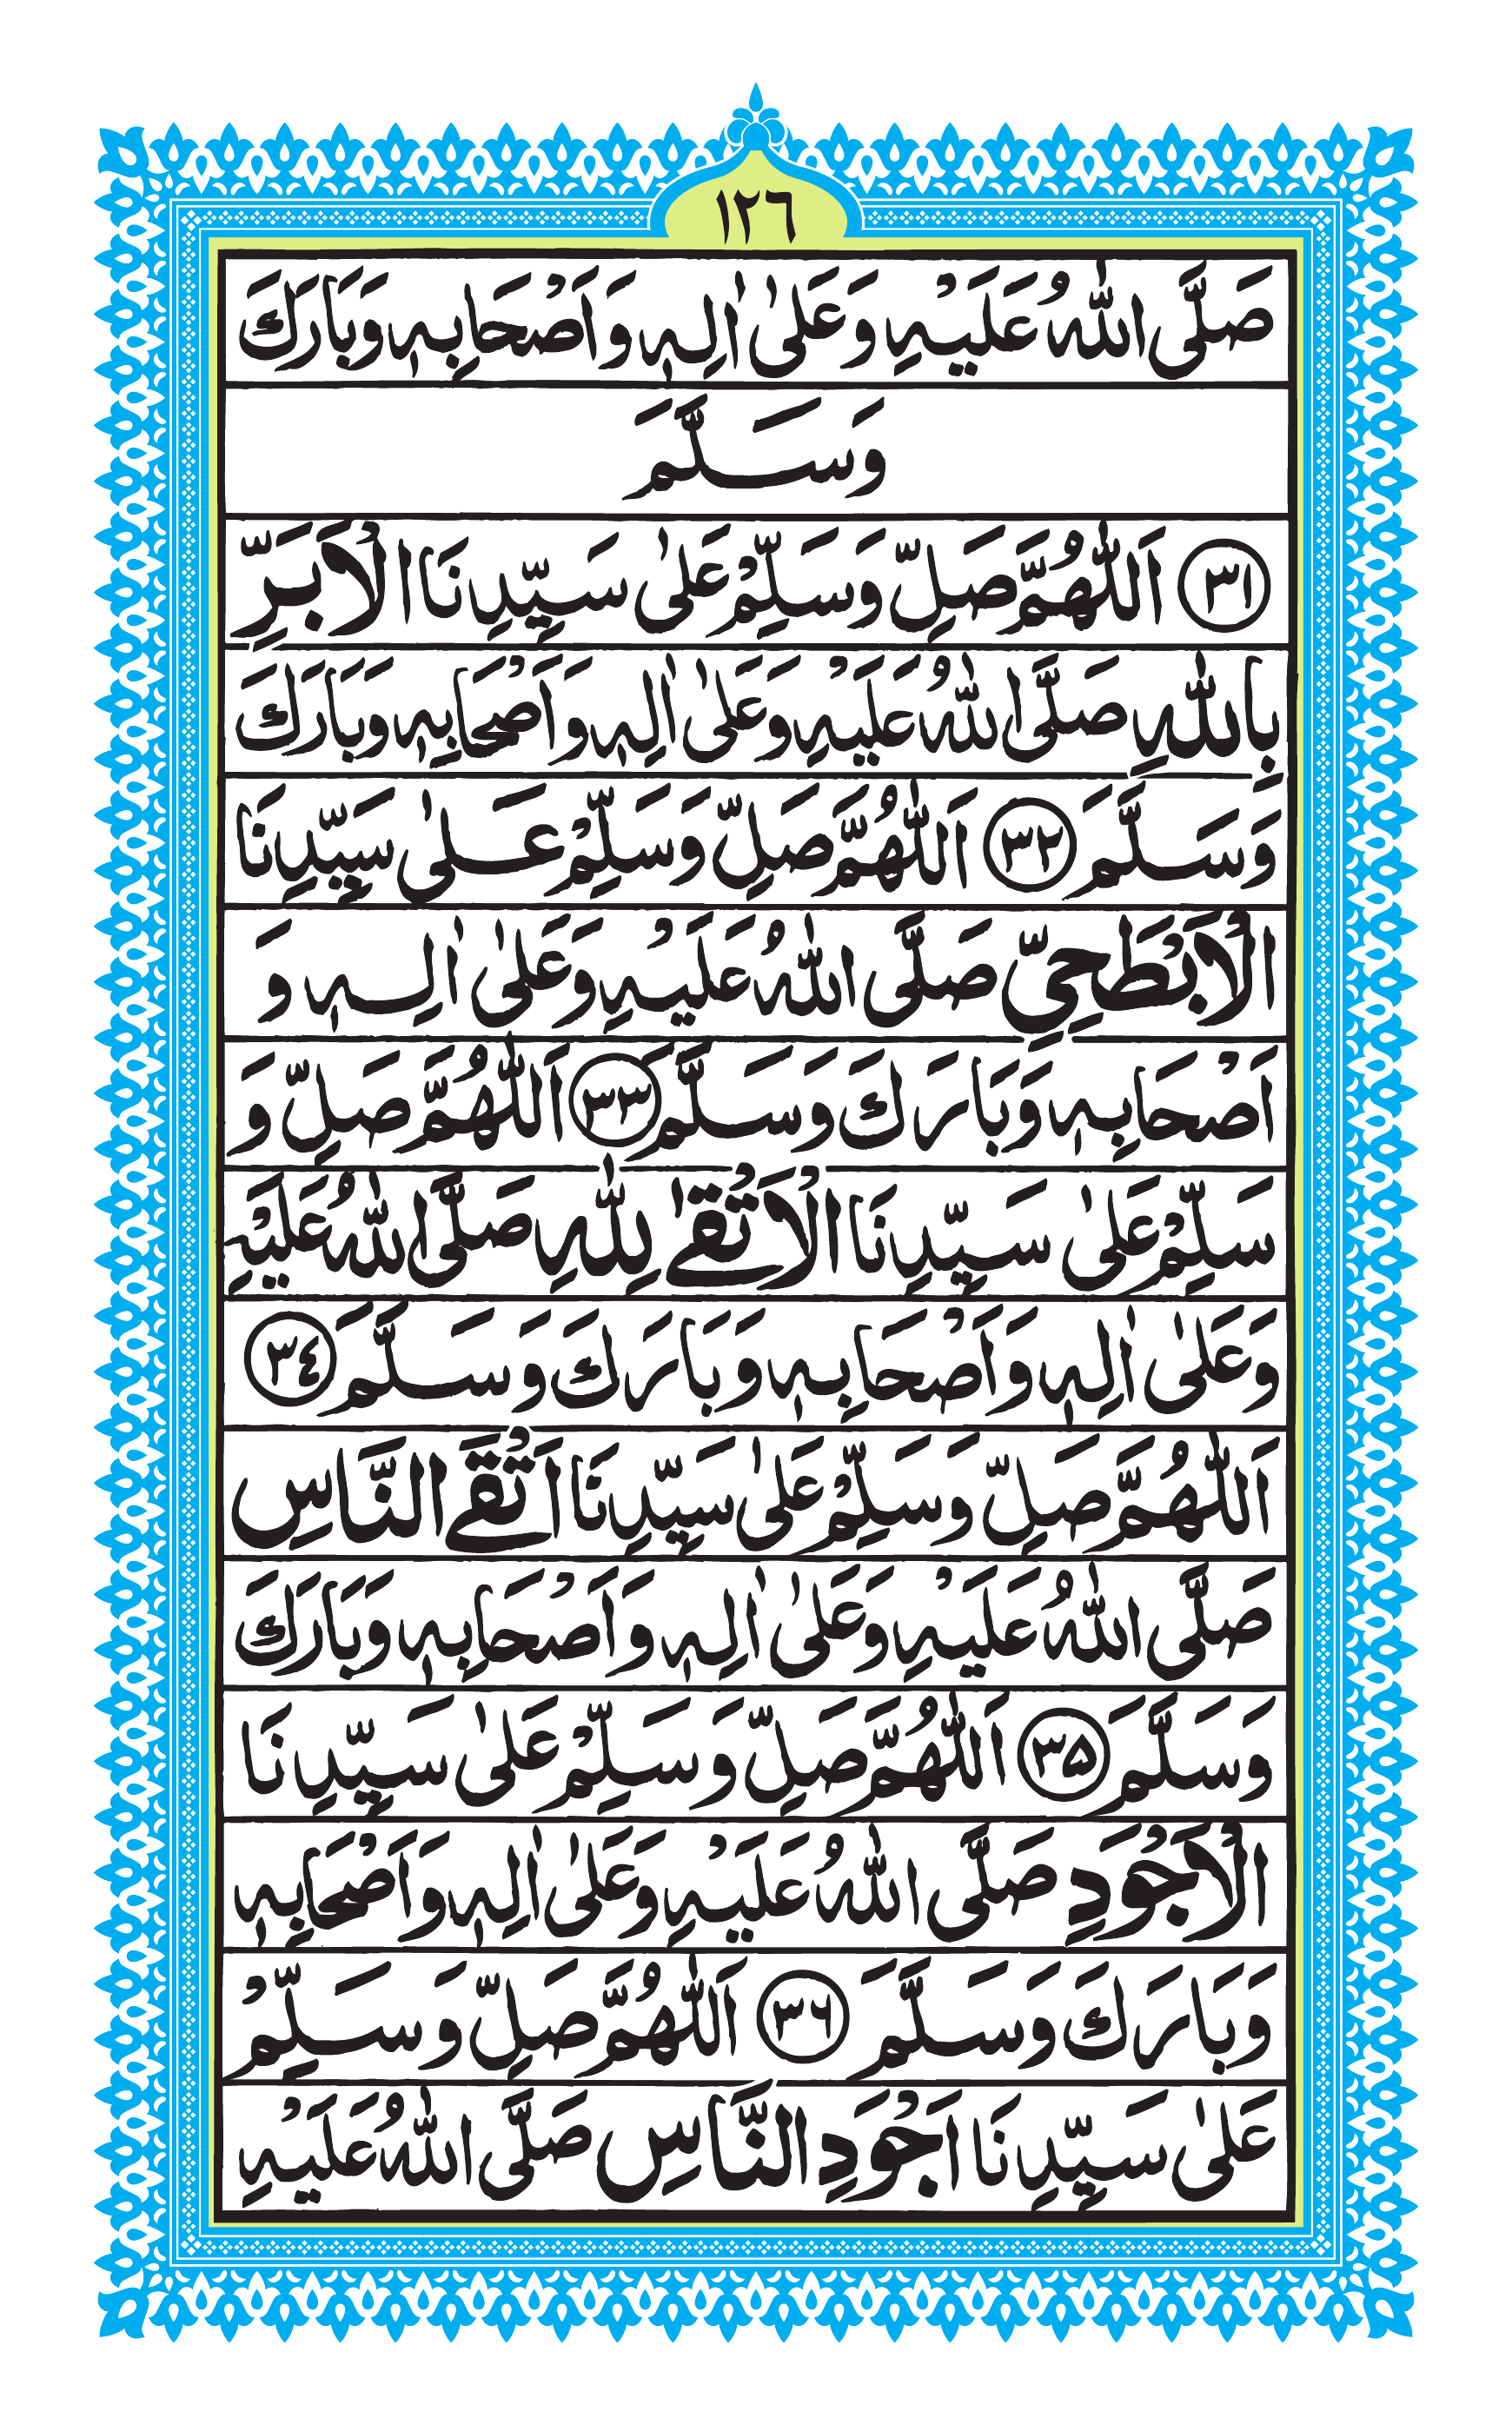 ١٢٦
صَلَّى اللّٰهُ عَلَيْهِ وَعَلٰى اٰلِهٖ وَاَصْحَابِهٖ وَبَارَكَ
وَسَلَّمَ
٣١ اَللّٰهُمَّ صَلِّ وَسَلِّمْ عَلٰى سَيِّدِنَا الْاَبَرِّ
بِاللّٰهِ صَلَّى اللّٰهُ عَلَيْهِ وَعَلٰى اٰلِهٖ وَاَصْحَابِهٖ وَبَارَكَ
وَسَلَّمَ ٣٢ اَللّٰهُمَّ صَلِّ وَسَلِّمْ عَلٰى سَيِّدِنَا
الْاَبْطَحِيِّ صَلَّى اللّٰهُ عَلَيْهِ وَعَلٰى اٰلِهٖ وَ
اَصْحَابِهٖ وَبَارَكَ وَسَلَّمَ ٣٣ اَللّٰهُمَّ صَلِّ وَ
سَلِّمْ عَلٰى سَيِّدِنَا الْاَتْقٰے لِلّٰهِ صَلَّى اللّٰهُ عَلَيْهِ
وَعَلٰى اٰلِهٖ وَاَصْحَابِهٖ وَبَارَكَ وَسَلَّمَ ٣٤
اَللّٰهُمَّ صَلِّ وَسَلِّمْ عَلٰى سَيِّدِنَا اَتْقَے النَّاسِ
صَلَّى اللّٰهُ عَلَيْهِ وَعَلٰى اٰلِهٖ وَاَصْحَابِهٖ وَبَارَكَ
وَسَلَّمَ ٣۵ اَللّٰهُمَّ صَلِّ وَسَلِّمْ عَلٰى سَيِّدِنَا
الْاَجْوَدِ صَلَّى اللّٰهُ عَلَيْهِ وَعَلٰى اٰلِهٖ وَاَصْحَابِهٖ
وَبَارَكَ وَسَلَّمَ ٣٦ اَللّٰهُمَّ صَلِّ وَسَلِّمْ
عَلٰى سَيِّدِنَا اَجْوَدِ النَّاسِ صَلَّى اللّٰهُ عَلَيْهِ